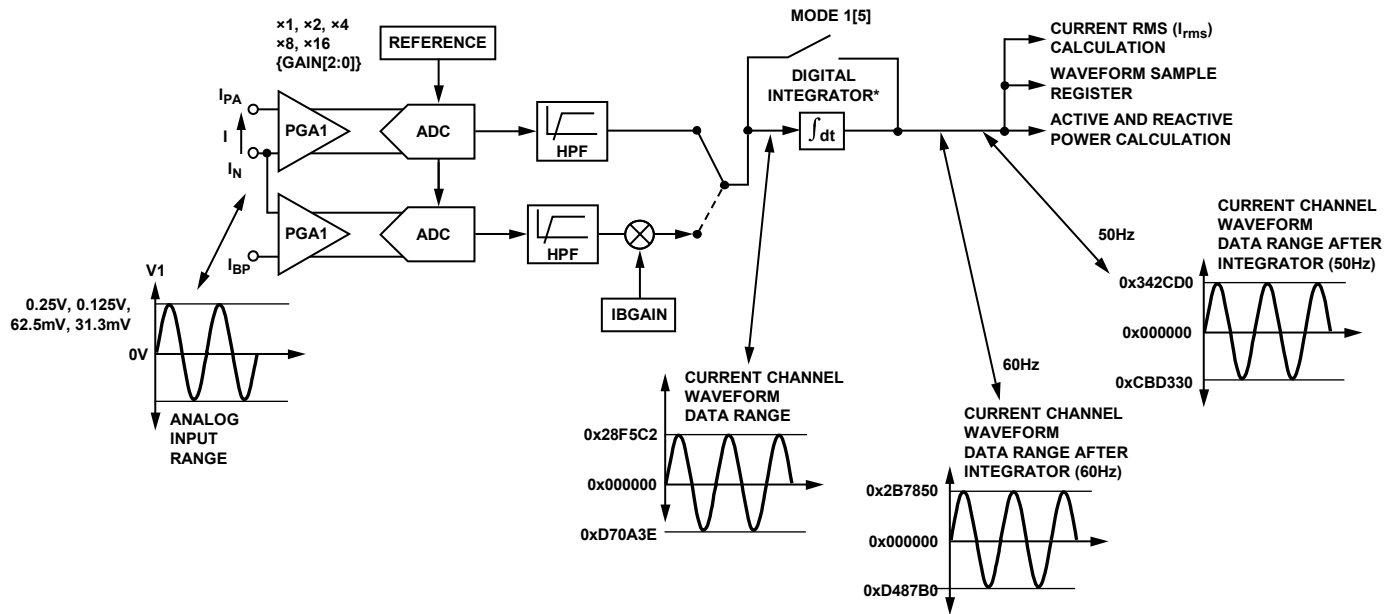 ×1, ×2, ×4
×8, ×16
{GAIN[2:0]}
REFERENCE
MODE 1[5]
CURRENT RMS (Irms)
CALCULATION
DIGITAL
INTEGRATOR*
WAVEFORM SAMPLE
REGISTER
IPA
I
IN
PGA1
ADC
HPF
∫dt
ACTIVE AND REACTIVE
POWER CALCULATION
IBP
PGA1
ADC
HPF
IBGAIN
50Hz
CURRENT CHANNEL
WAVEFORM
DATA RANGE AFTER
INTEGRATOR (50Hz)
0x342CD0
0x000000
0xCBD330
V1
0.25V, 0.125V,
62.5mV, 31.3mV
0V
ANALOG
INPUT
RANGE
CURRENT CHANNEL
WAVEFORM
DATA RANGE
0x28F5C2
0x000000
0xD70A3E
60Hz
CURRENT CHANNEL
WAVEFORM
DATA RANGE AFTER
INTEGRATOR (60Hz)
0x2B7850
0x000000
0xD487B0